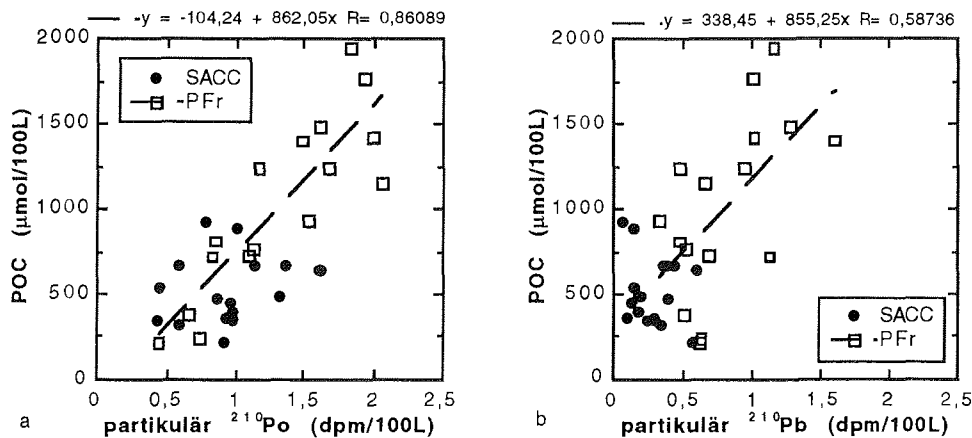 -y = -104,24 + 862,05x R= 0,86089
.y = 338,45 + 855,25x R= 0,58736
2000
1500
1000
500
0
POC (μmol/100L)
SACC
-PFr
0 0,5 1 1,5 2 2,5
a
partikulär ²¹⁰Po (dpm/100L)
2000
1500
1000
500
0
POC (μmol/100L)
SACC
-PFr
0 0,5 1 1,5 2 2,5
b
partikulär ²¹⁰Pb (dpm/100L)